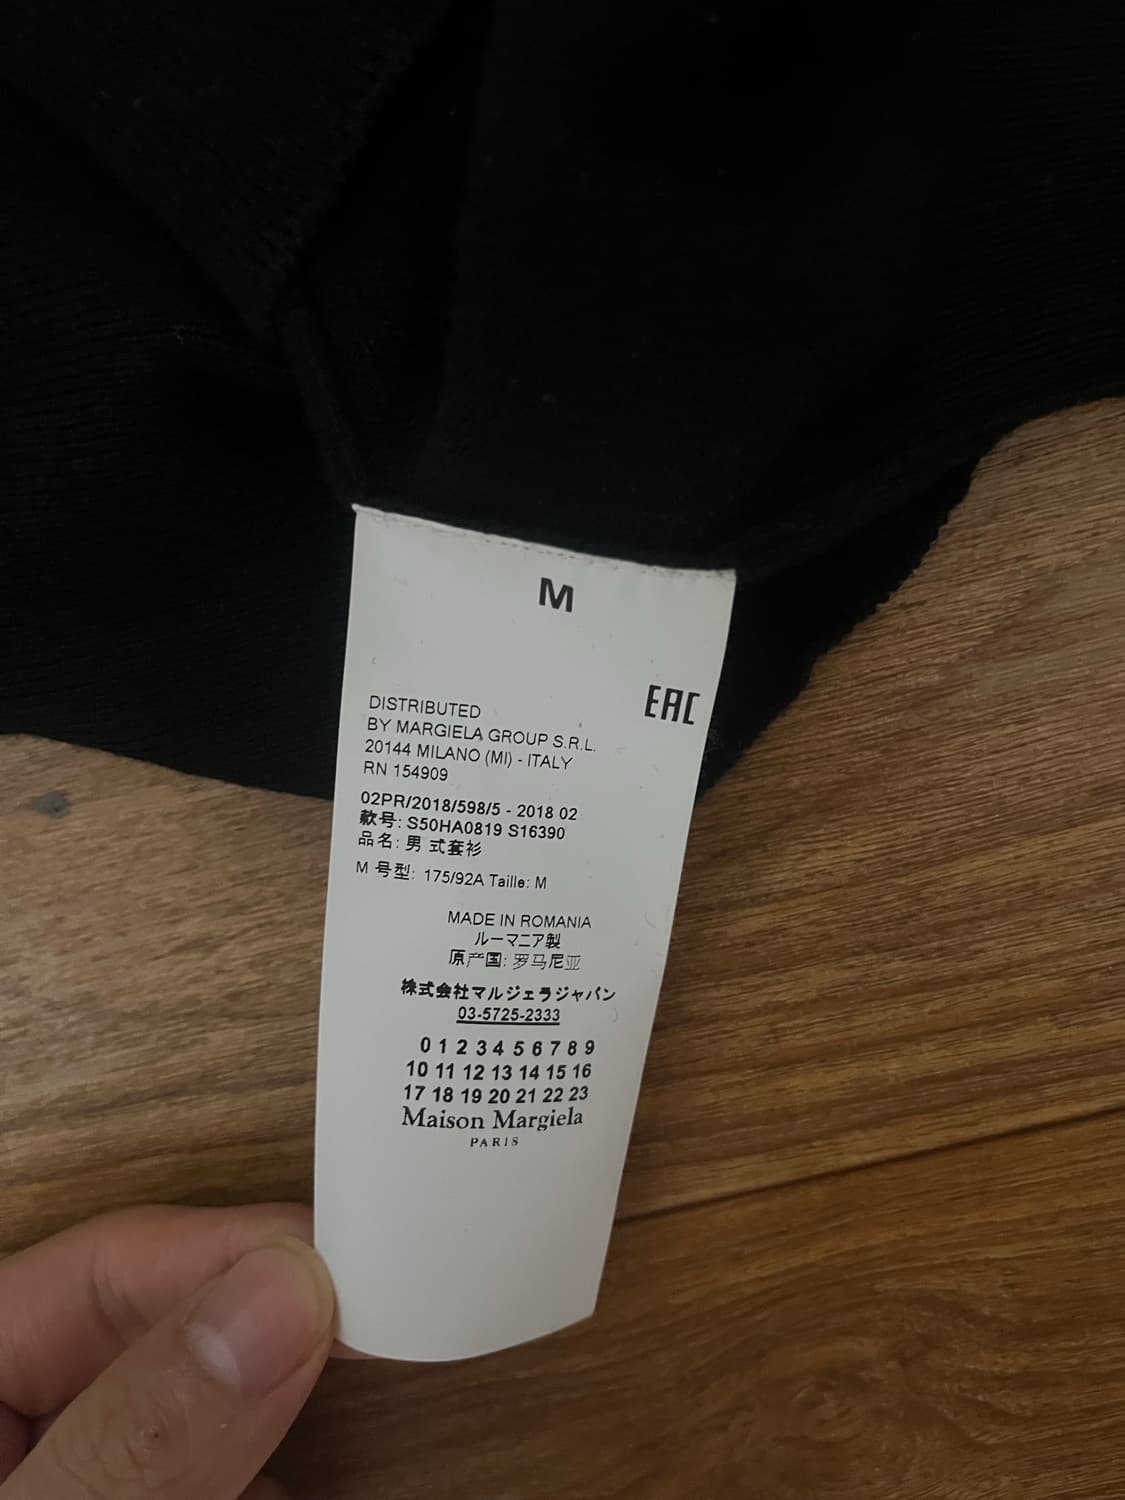 M
EAC
DISTRIBUTED
BY MARGIELA GROUP S.R.L.
20144 MILANO (MI) - ITALY
RN 154909
02PR/2018/598/5 - 2018 02
款号: S50HA0819 S16390
品名: 男 式套衫
M 号型: 175/92A Taille: M
MADE IN ROMANIA
ルーマニア製
原产国: 罗马尼亚
株式会社マルジェラジャパン
03-5725-2333
0 1 2 3 4 5 6 7 8 9
10 11 12 13 14 15 16
17 18 19 20 21 22 23
Maison Margiela
PARIS